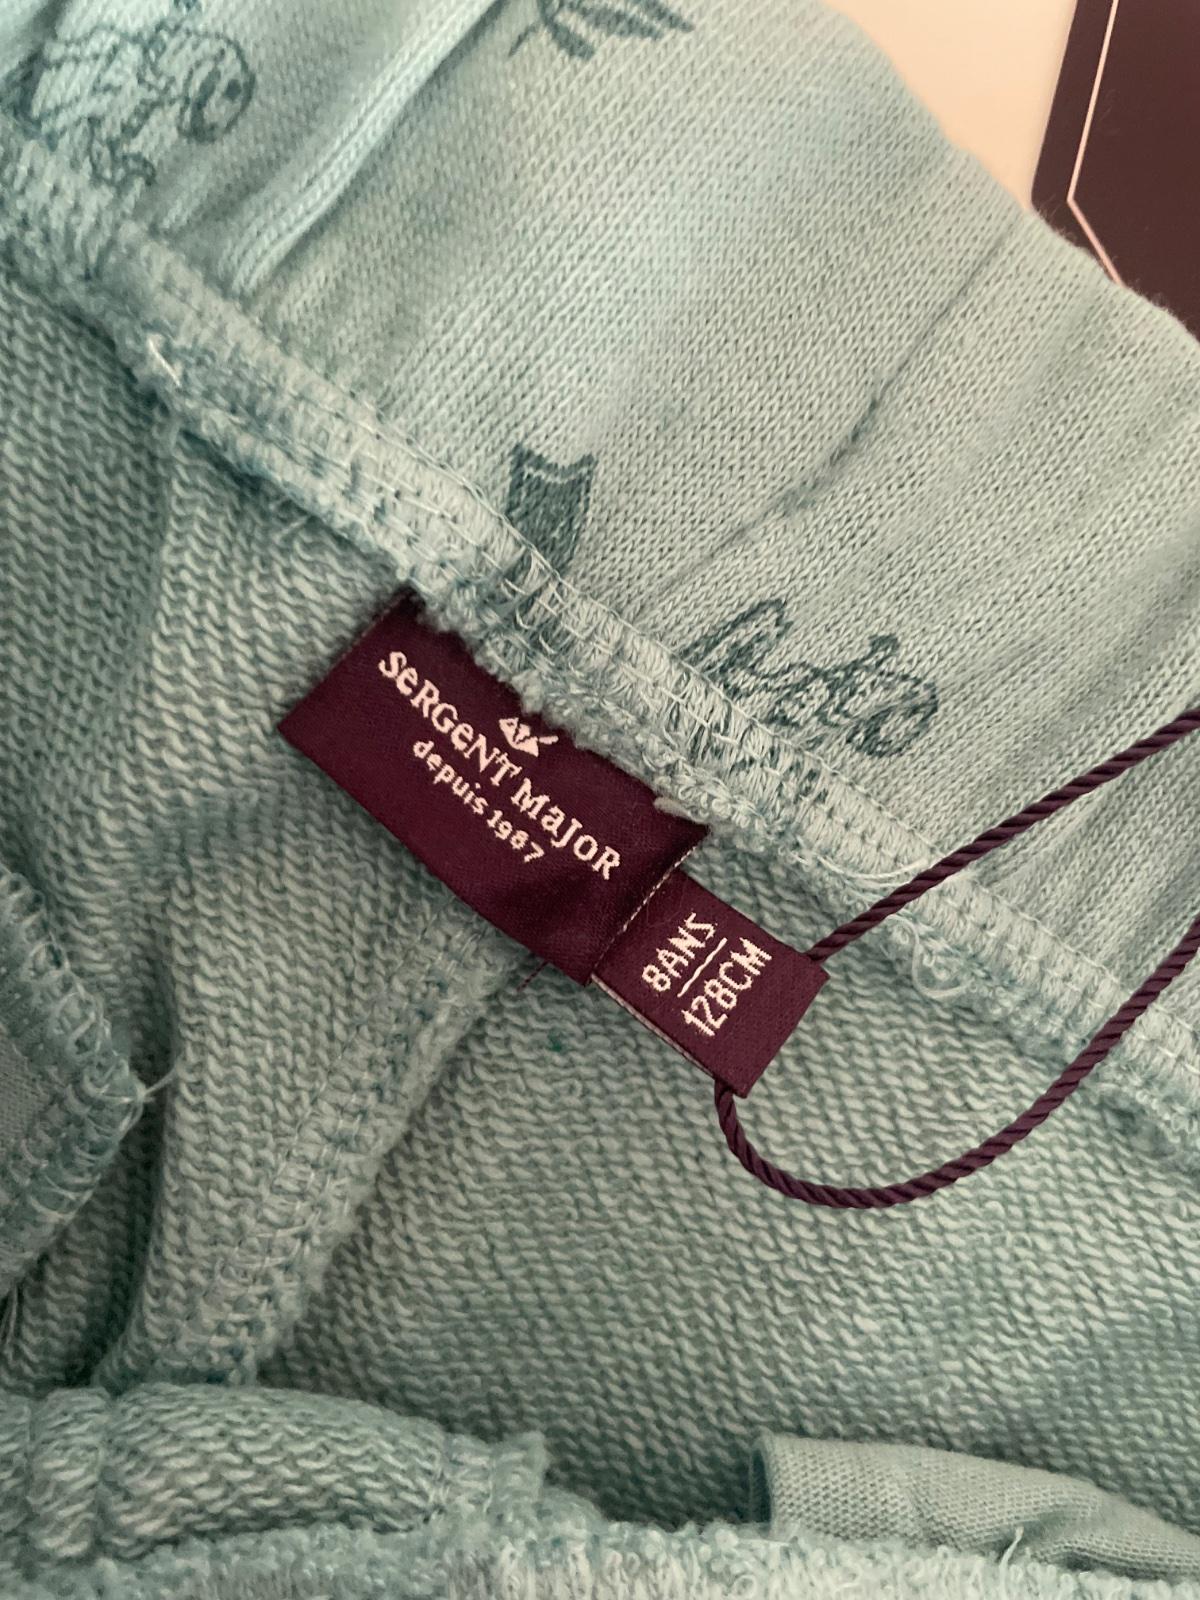 SeRGeNT MaJoR
depuis 1987
8ANS
128CM